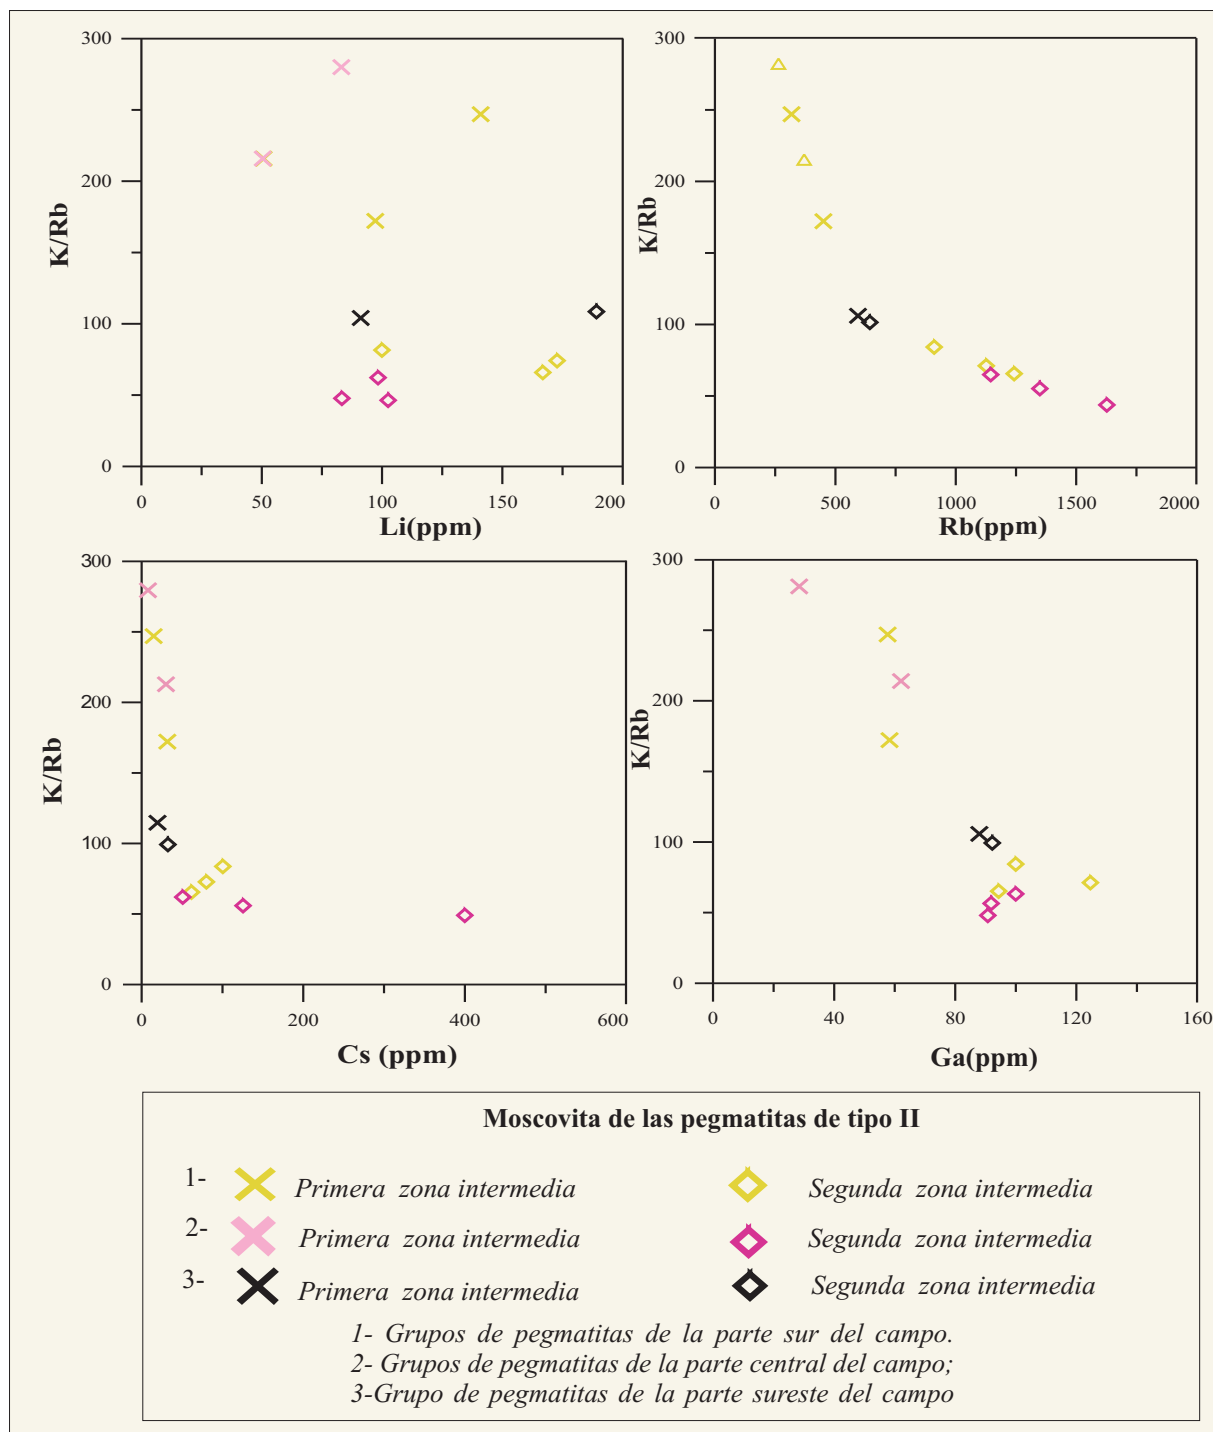 300
200
100
0
K/Rb
0
50
100
150
200
Li(ppm)
300
200
100
0
K/Rb
0
500
1000
1500
2000
Rb(ppm)
300
200
100
0
K/Rb
0
200
400
600
Cs (ppm)
300
200
100
0
K/Rb
0
40
80
120
160
Ga(ppm)
Moscovita de las pegmatitas de tipo II
1- Primera zona intermedia Segunda zona intermedia
2- Primera zona intermedia Segunda zona intermedia
3- Primera zona intermedia Segunda zona intermedia
1- Grupos de pegmatitas de la parte sur del campo.
2- Grupos de pegmatitas de la parte central del campo;
3-Grupo de pegmatitas de la parte sureste del campo